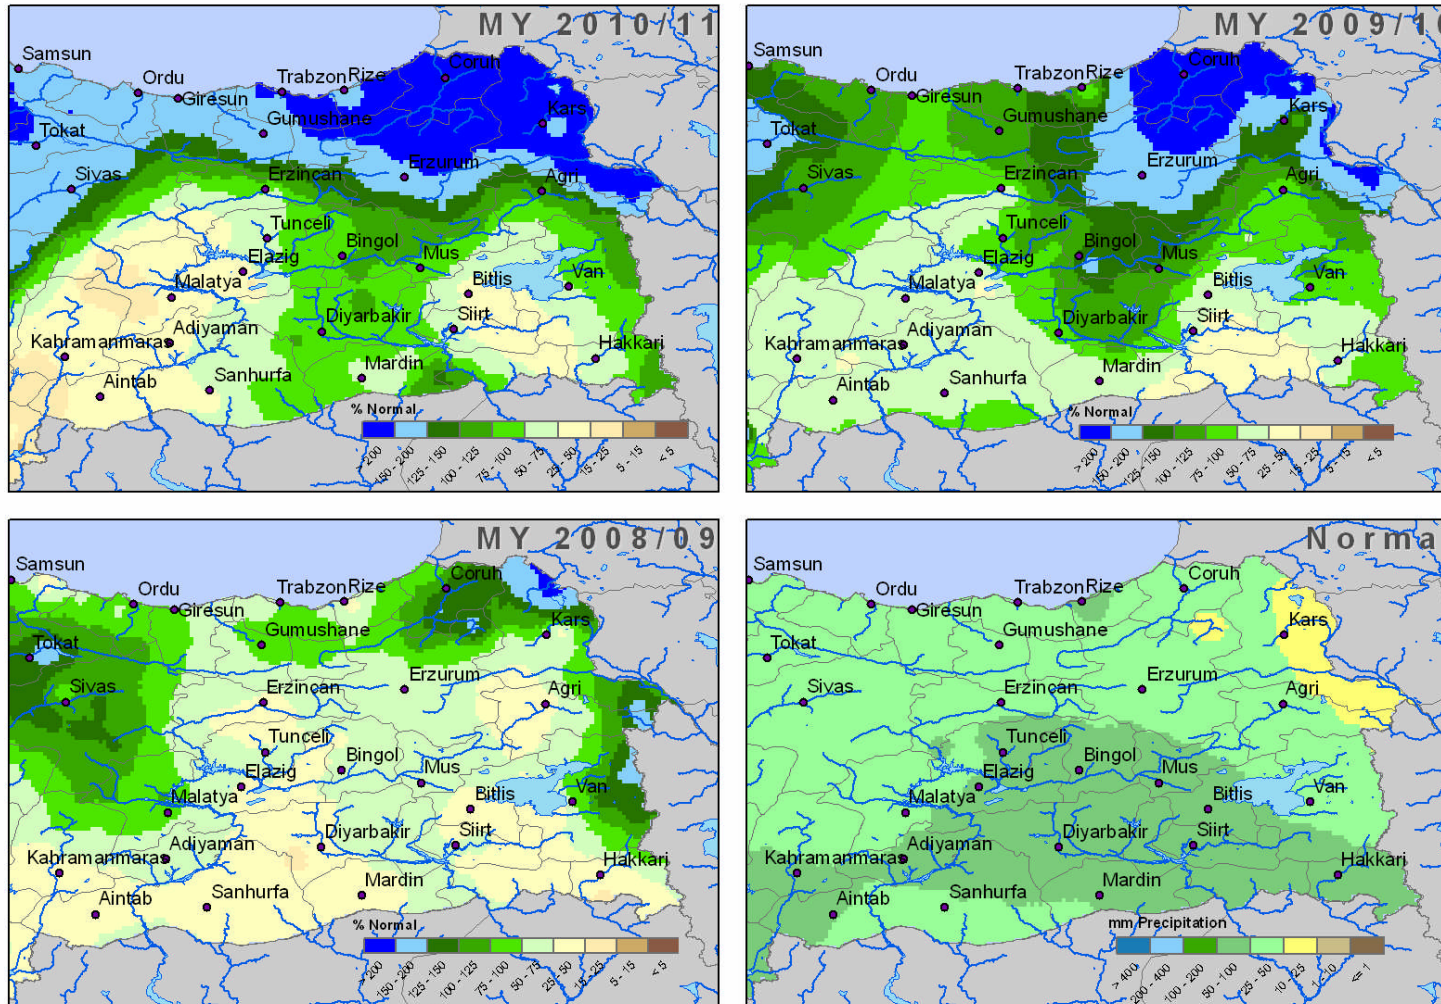 MY 2010/11
Samsun
Ordu
Giresun
Trabzon
Rize
Coruh
Tokat
Gumushane
Kars
Sivas
Erzincan
Erzurum
Agri
Tunceli
Bingol
Mus
Elazig
Malatya
Bitlis
Van
Adiyaman
Diyarbakir
Siirt
Kahramanmaras
Hakkari
Aintab
Sanhurfa
Mardin
% Normal
> 200
150 - 200
125 - 150
100 - 125
75 - 100
50 - 75
25 - 50
15 - 25
5 - 15
< 5
MY 2009/10
Samsun
Ordu
Giresun
Trabzon
Rize
Coruh
Tokat
Gumushane
Kars
Sivas
Erzincan
Erzurum
Agri
Tunceli
Bingol
Mus
Elazig
Malatya
Bitlis
Van
Adiyaman
Diyarbakir
Siirt
Kahramanmaras
Hakkari
Aintab
Sanhurfa
Mardin
% Normal
> 200
150 - 200
125 - 150
100 - 125
75 - 100
50 - 75
25 - 50
15 - 25
5 - 15
< 5
MY 2008/09
Samsun
Ordu
Giresun
Trabzon
Rize
Coruh
Tokat
Gumushane
Kars
Sivas
Erzincan
Erzurum
Agri
Tunceli
Bingol
Mus
Elazig
Malatya
Bitlis
Van
Adiyaman
Diyarbakir
Siirt
Kahramanmaras
Hakkari
Aintab
Sanhurfa
Mardin
% Normal
> 200
150 - 200
125 - 150
100 - 125
75 - 100
50 - 75
25 - 50
15 - 25
5 - 15
< 5
Norma
Samsun
Ordu
Giresun
Trabzon
Rize
Coruh
Tokat
Gumushane
Kars
Sivas
Erzincan
Erzurum
Agri
Tunceli
Bingol
Mus
Elazig
Malatya
Bitlis
Van
Adiyaman
Diyarbakir
Siirt
Kahramanmaras
Hakkari
Aintab
Sanhurfa
Mardin
mm Precipitation
> 400
200 - 400
100 - 200
50 - 100
25 - 50
10 - 25
1 - 10
<= 1